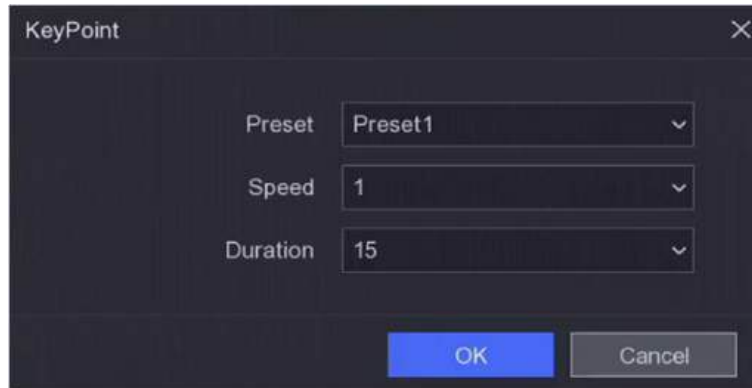 KeyPoint
Preset Preset1
Speed 1
Duration 15
OK Cancel